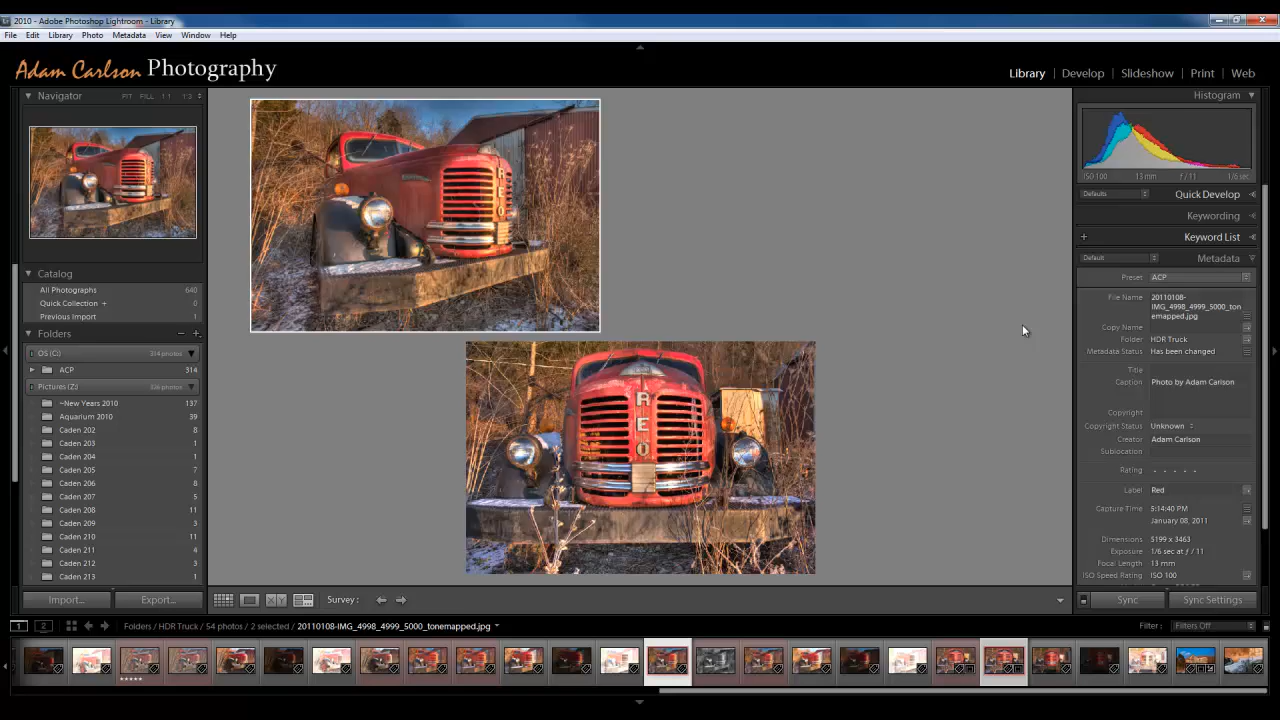 2010 - Adobe Photoshop Lightroom - Library
File Edit Library Photo Metadata View Window Help
Adam Carlson Photography
Library | Develop | Slideshow | Print | Web
Navigator FIT FILL 1:1 1:3
Histogram
ISO 100 13 mm f / 11 1/6 sec
Defaults Quick Develop
Keywording
+ Keyword List
Default Metadata
Preset ACP
File Name 20110108-
IMG_4998_4999_5000_ton
emapped.jpg
Copy Name
Folder HDR Truck
Metadata Status Has been changed
Title
Caption Photo by Adam Carlson
Copyright
Copyright Status Unknown
Creator Adam Carlson
Sublocation
Rating
Label Red
Capture Time 5:14:40 PM
January 08, 2011
Dimensions 5199 x 3463
Exposure 1/6 sec at f / 11
Focal Length 13 mm
ISO Speed Rating ISO 100
Catalog
All Photographs 640
Quick Collection + 0
Previous Import 1
Folders - +
OS (C:) 314 photos
ACP 314
Pictures (Z:) 326 photos
~New Years 2010 137
Aquarium 2010 39
Caden 202 8
Caden 203 1
Caden 204 1
Caden 205 7
Caden 206 8
Caden 207 5
Caden 208 11
Caden 209 3
Caden 210 11
Caden 211 4
Caden 212 3
Caden 213 1
REO
REO
Import... Export...
X Y Survey :
Sync Sync Settings
1 2 Folders / HDR Truck / 54 photos / 2 selected / 20110108-IMG_4998_4999_5000_tonemapped.jpg
Filter : Filters Off
★★★★★